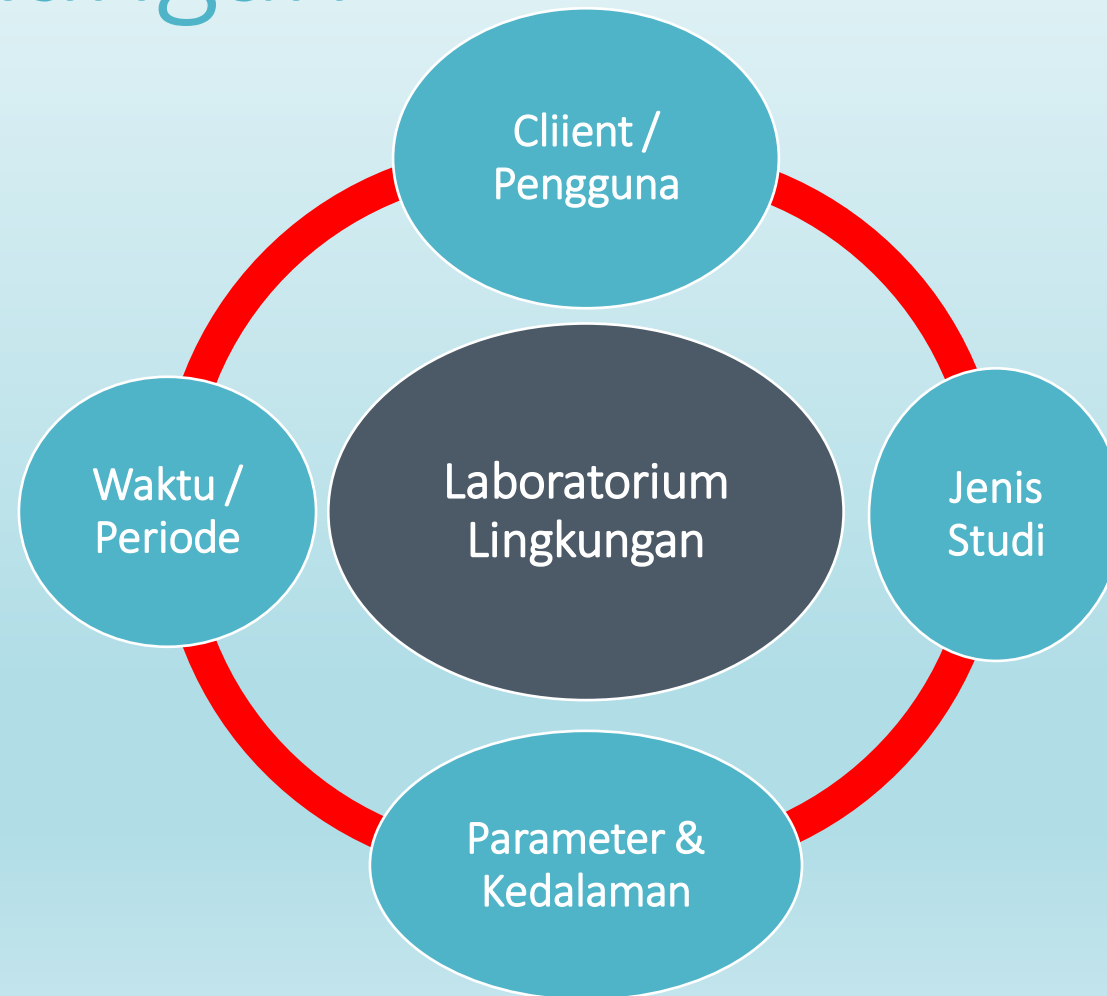 Cliient /
Pengguna
Waktu /
Periode
Laboratorium
Lingkungan
Jenis
Studi
Parameter &
Kedalaman